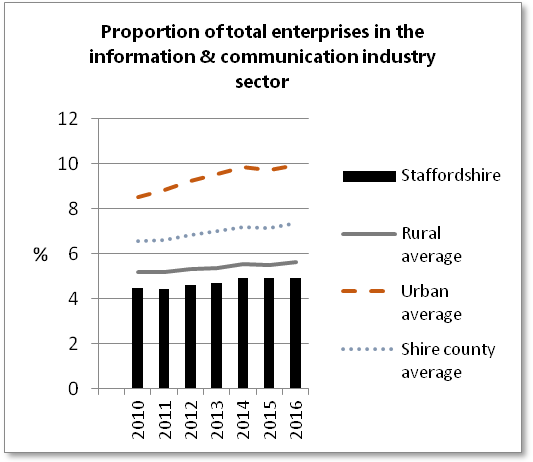 Proportion of total enterprises in the
information & communication industry
sector
12
10
8
6
4
2
0
%
2010
2011
2012
2013
2014
2015
2016
Staffordshire
Rural
average
Urban
average
Shire county
average